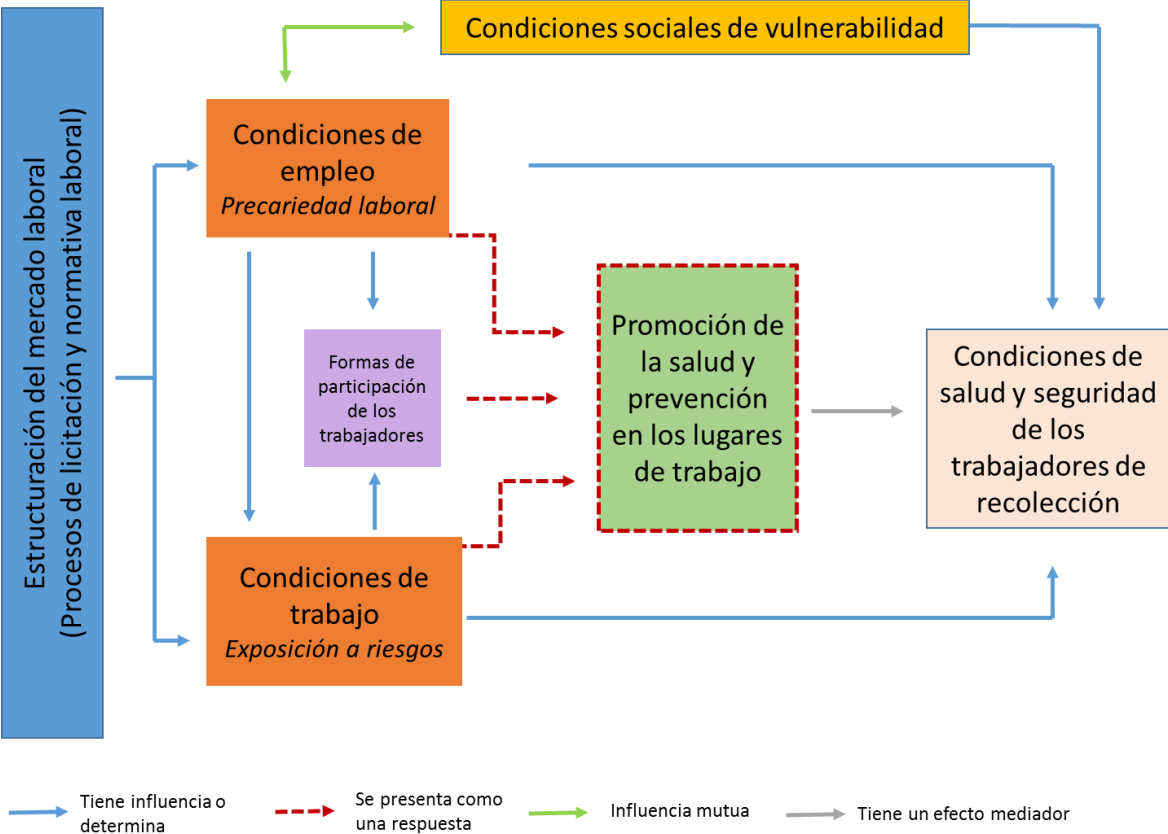 Estructuración del mercado laboral
(Procesos de licitación y normativa laboral)
Condiciones sociales de vulnerabilidad
Condiciones de
empleo
Precariedad laboral
Formas de
participación
de los
trabajadores
Condiciones de
trabajo
Exposición a riesgos
Promoción de
la salud y
prevención
en los lugares
de trabajo
Condiciones de
salud y seguridad
de los
trabajadores de
recolección
Tiene influencia o
determina
Se presenta como
una respuesta
Influencia mutua
Tiene un efecto mediador